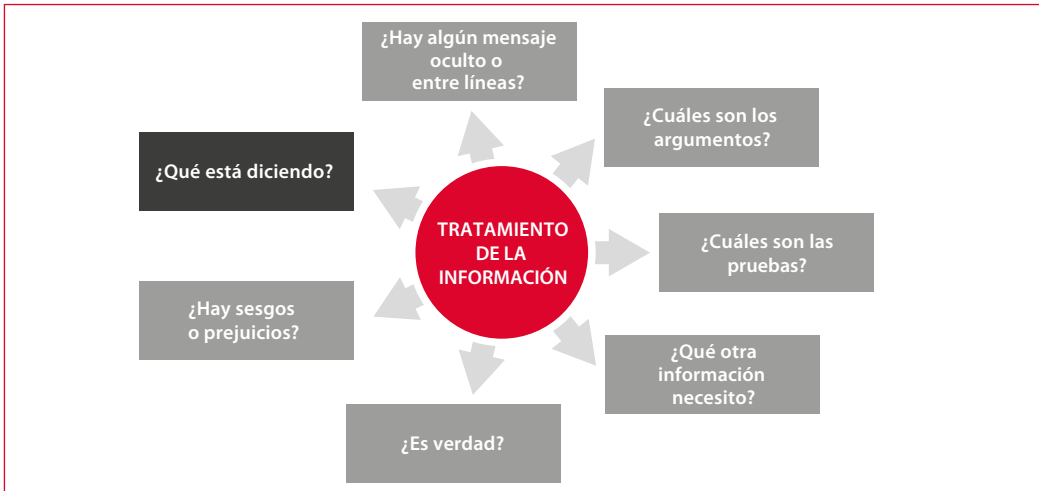 ¿Hay algún mensaje
oculto o
entre líneas?
¿Cuáles son los
argumentos?
¿Qué está diciendo?
¿Cuáles son las
pruebas?
TRATAMIENTO
DE LA
INFORMACIÓN
¿Hay sesgos
o prejuicios?
¿Qué otra
información
necesito?
¿Es verdad?